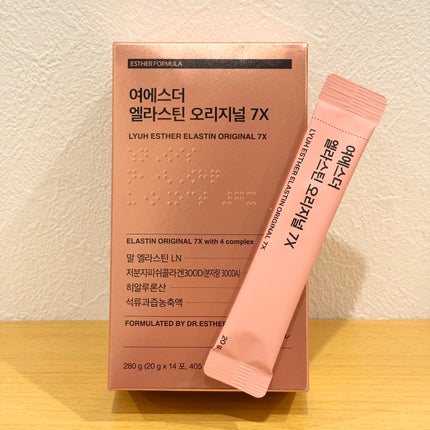 ESTHER FORMULA
여에스더
엘라스틴 오리지널 7X
LYUH ESTHER ELASTIN ORIGINAL 7X
ELASTIN ORIGINAL 7X with 4 complex
말 엘라스틴 LN
저분자피쉬콜라겐300D(분자량 300DA)
히알루론산
석류과즙농축액
FORMULATED BY DR.ESTHER
280 g (20 g x 14 포, 405
여에스더
엘라스틴 오리지널 7X
LYUH ESTHER ELASTIN ORIGINAL 7X
20 g